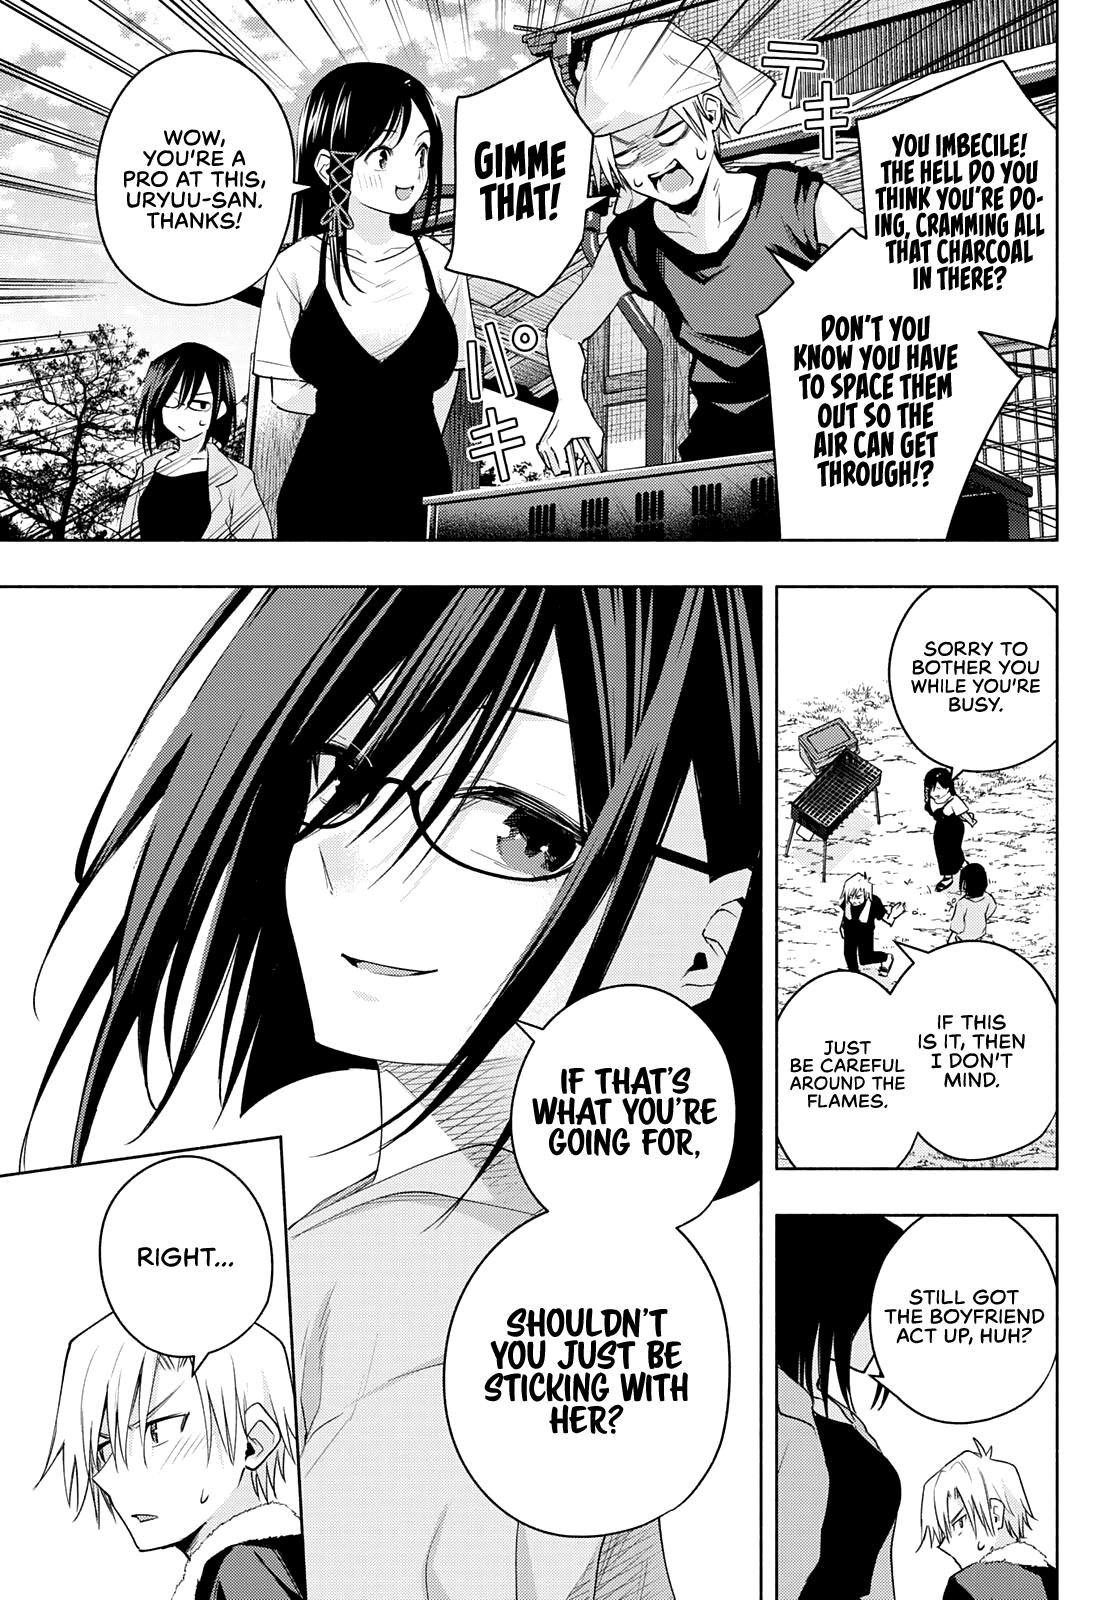 YOU IMBECILE!
THE HELL DO YOU
THINK YOU'RE DO-
ING, CRAMMING ALL
THAT CHARCOAL
IN THERE?
DON'T YOU
KNOW YOU HAVE
TO SPACE THEM
OUT SO THE
AIR CAN GET
THROUGH!?
テキ
GIMME
THAT!
パキ
WOW,
YOU'RE A
PRO AT THIS,
URYUU-SAN.
THANKS!
SORRY TO
BOTHER YOU
WHILE YOU'RE
BUSY.
IF THIS
IS IT, THEN
I DON'T
MIND.
JUST
BE CAREFUL
AROUND THE
FLAMES.
STILL GOT
THE BOYFRIEND
ACT UP, HUH?
IF THAT'S
WHAT YOU'RE
GOING FOR,
SHOULDN'T
YOU JUST BE
STICKING WITH
HER?
RIGHT...